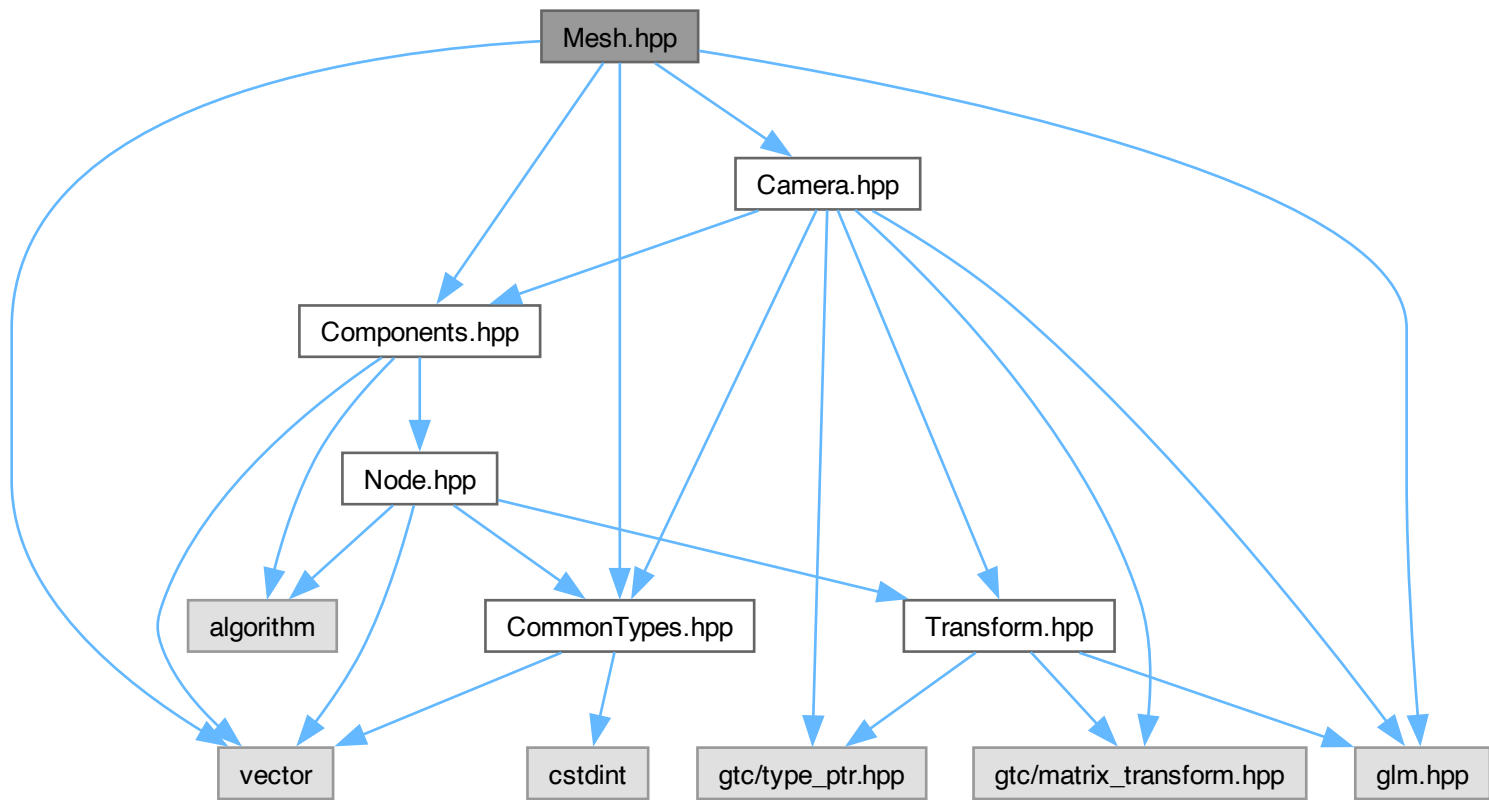 Mesh.hpp
Camera.hpp
Components.hpp
Node.hpp
algorithm
CommonTypes.hpp
Transform.hpp
vector
cstdint
gtc/type_ptr.hpp
gtc/matrix_transform.hpp
glm.hpp